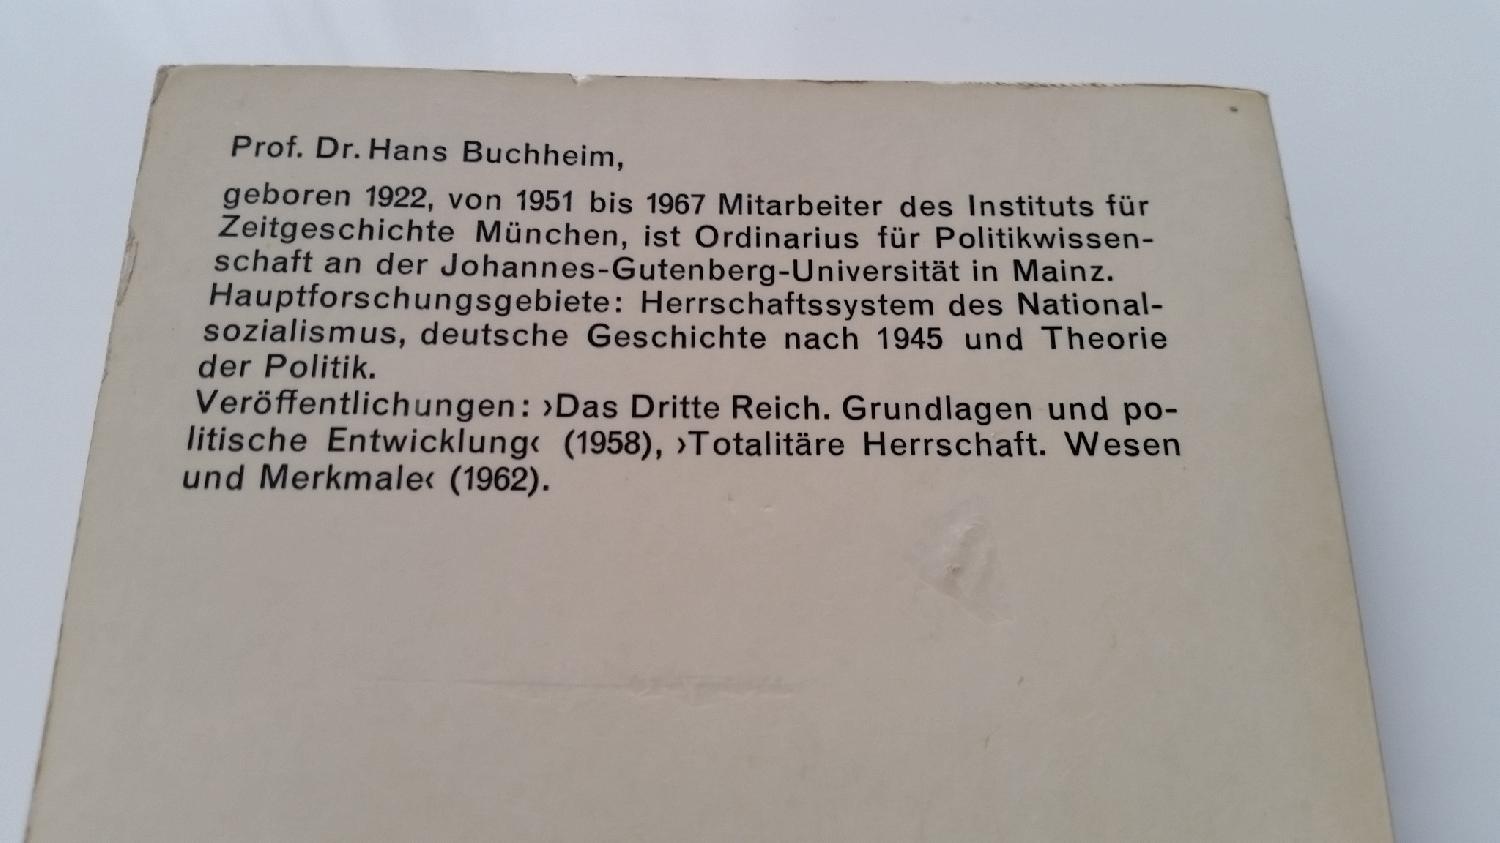 Prof. Dr. Hans Buchheim,
geboren 1922, von 1951 bis 1967 Mitarbeiter des Instituts für
Zeitgeschichte München, ist Ordinarius für Politikwissen-
schaft an der Johannes-Gutenberg-Universität in Mainz.
Hauptforschungsgebiete: Herrschaftssystem des National-
sozialismus, deutsche Geschichte nach 1945 und Theorie
der Politik.
Veröffentlichungen: ›Das Dritte Reich. Grundlagen und po-
litische Entwicklung‹ (1958), ›Totalitäre Herrschaft. Wesen
und Merkmale‹ (1962).